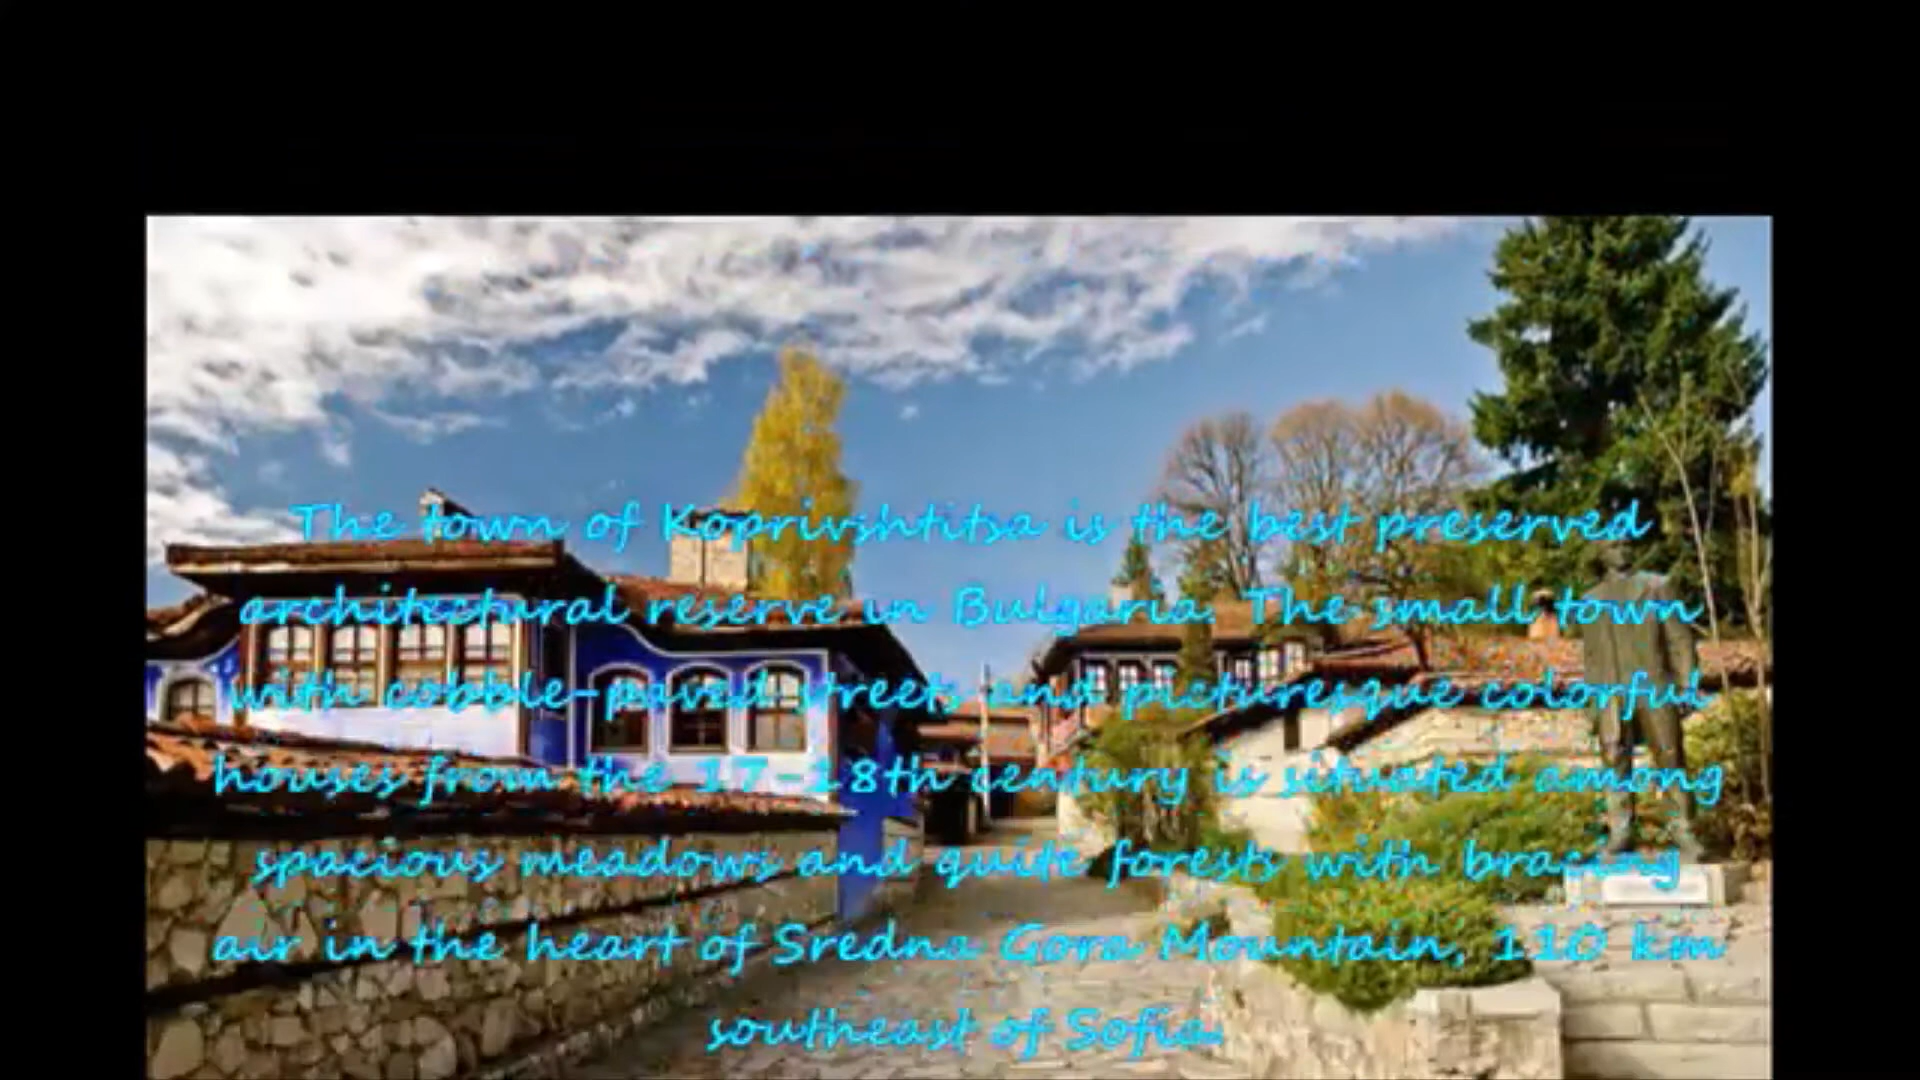 The town of Koprivshtitsa is the best preserved
architectural reserve in Bulgaria. The small town
with cobble-paved streets and picturesque colorful
houses from the 17-18th century is situated among
spacious meadows and quite forests with bracing
air in the heart of Sredna Gora Mountain, 110 km
southeast of Sofia.